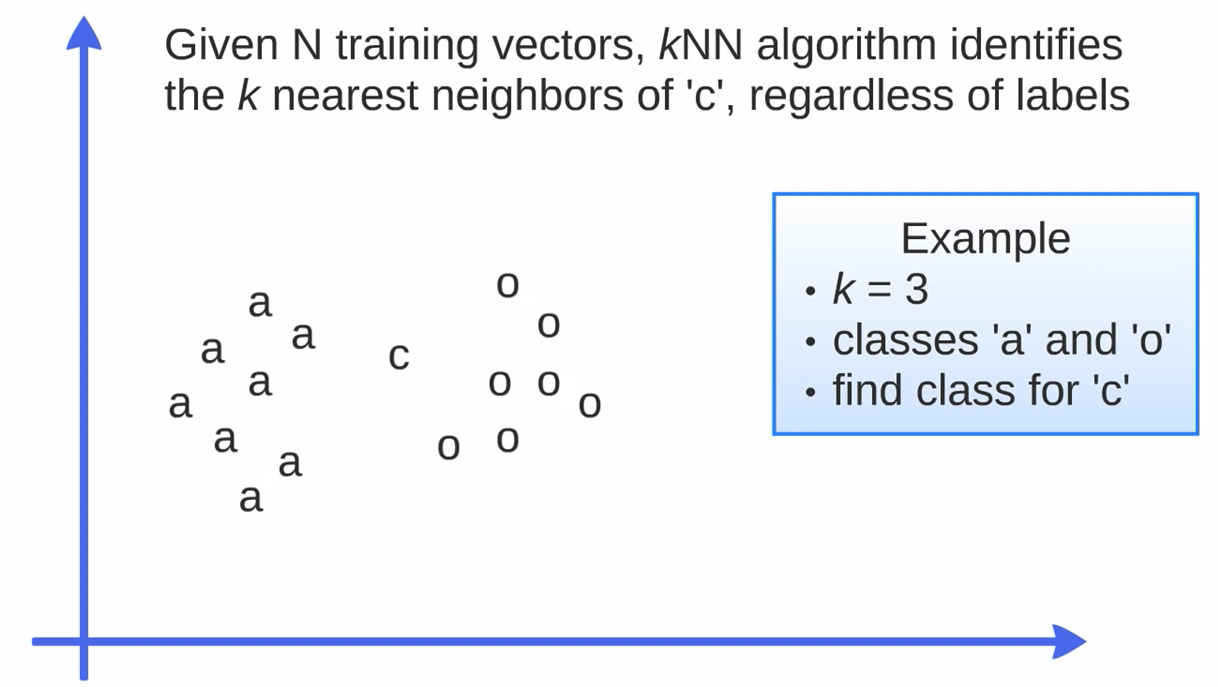 Given N training vectors, kNN algorithm identifies
the k nearest neighbors of 'c', regardless of labels
Example
• k = 3
• classes 'a' and 'o'
• find class for 'c'
o
a
o
a
a
c
a
o o
a
o
a
o
o
a
a